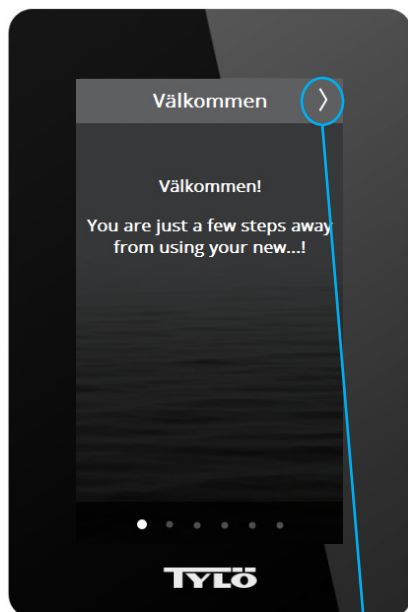 Välkommen
Välkommen!
You are just a few steps away
from using your new...!
TYLÖ